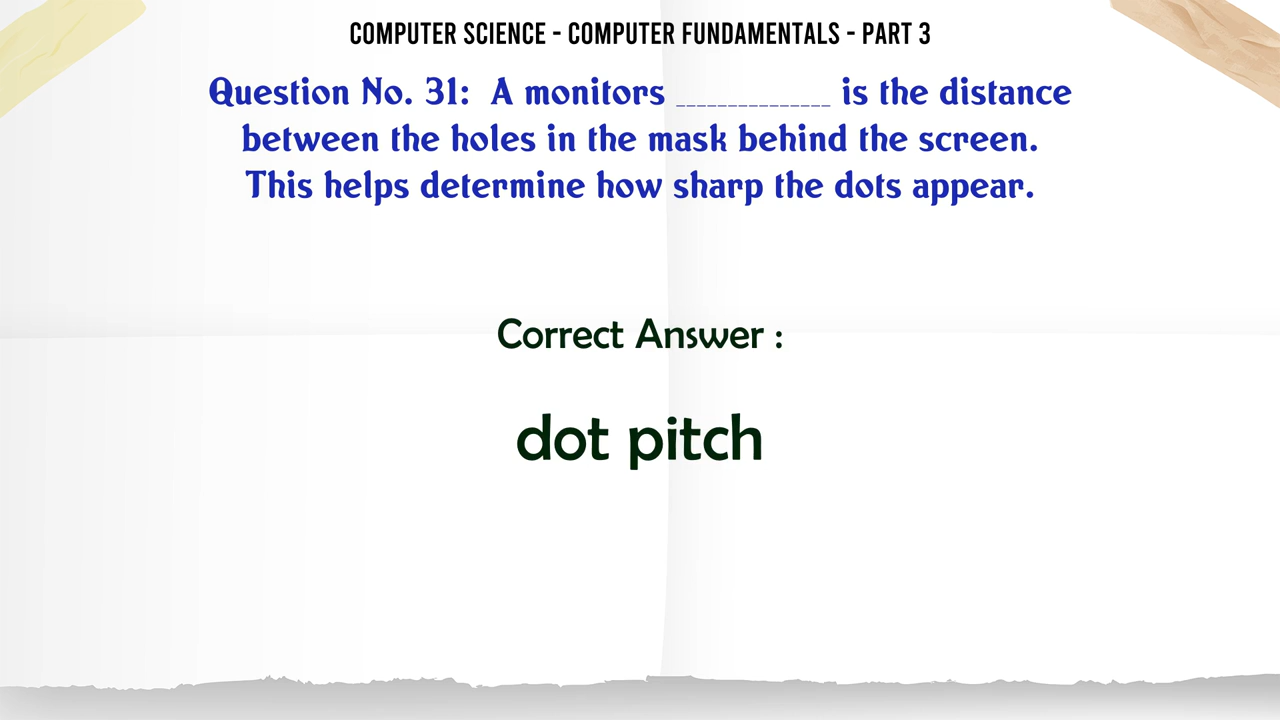 COMPUTER SCIENCE - COMPUTER FUNDAMENTALS - PART 3
Question No. 31:  A monitors ______________ is the distance
between the holes in the mask behind the screen.
This helps determine how sharp the dots appear.
Correct Answer :
dot pitch